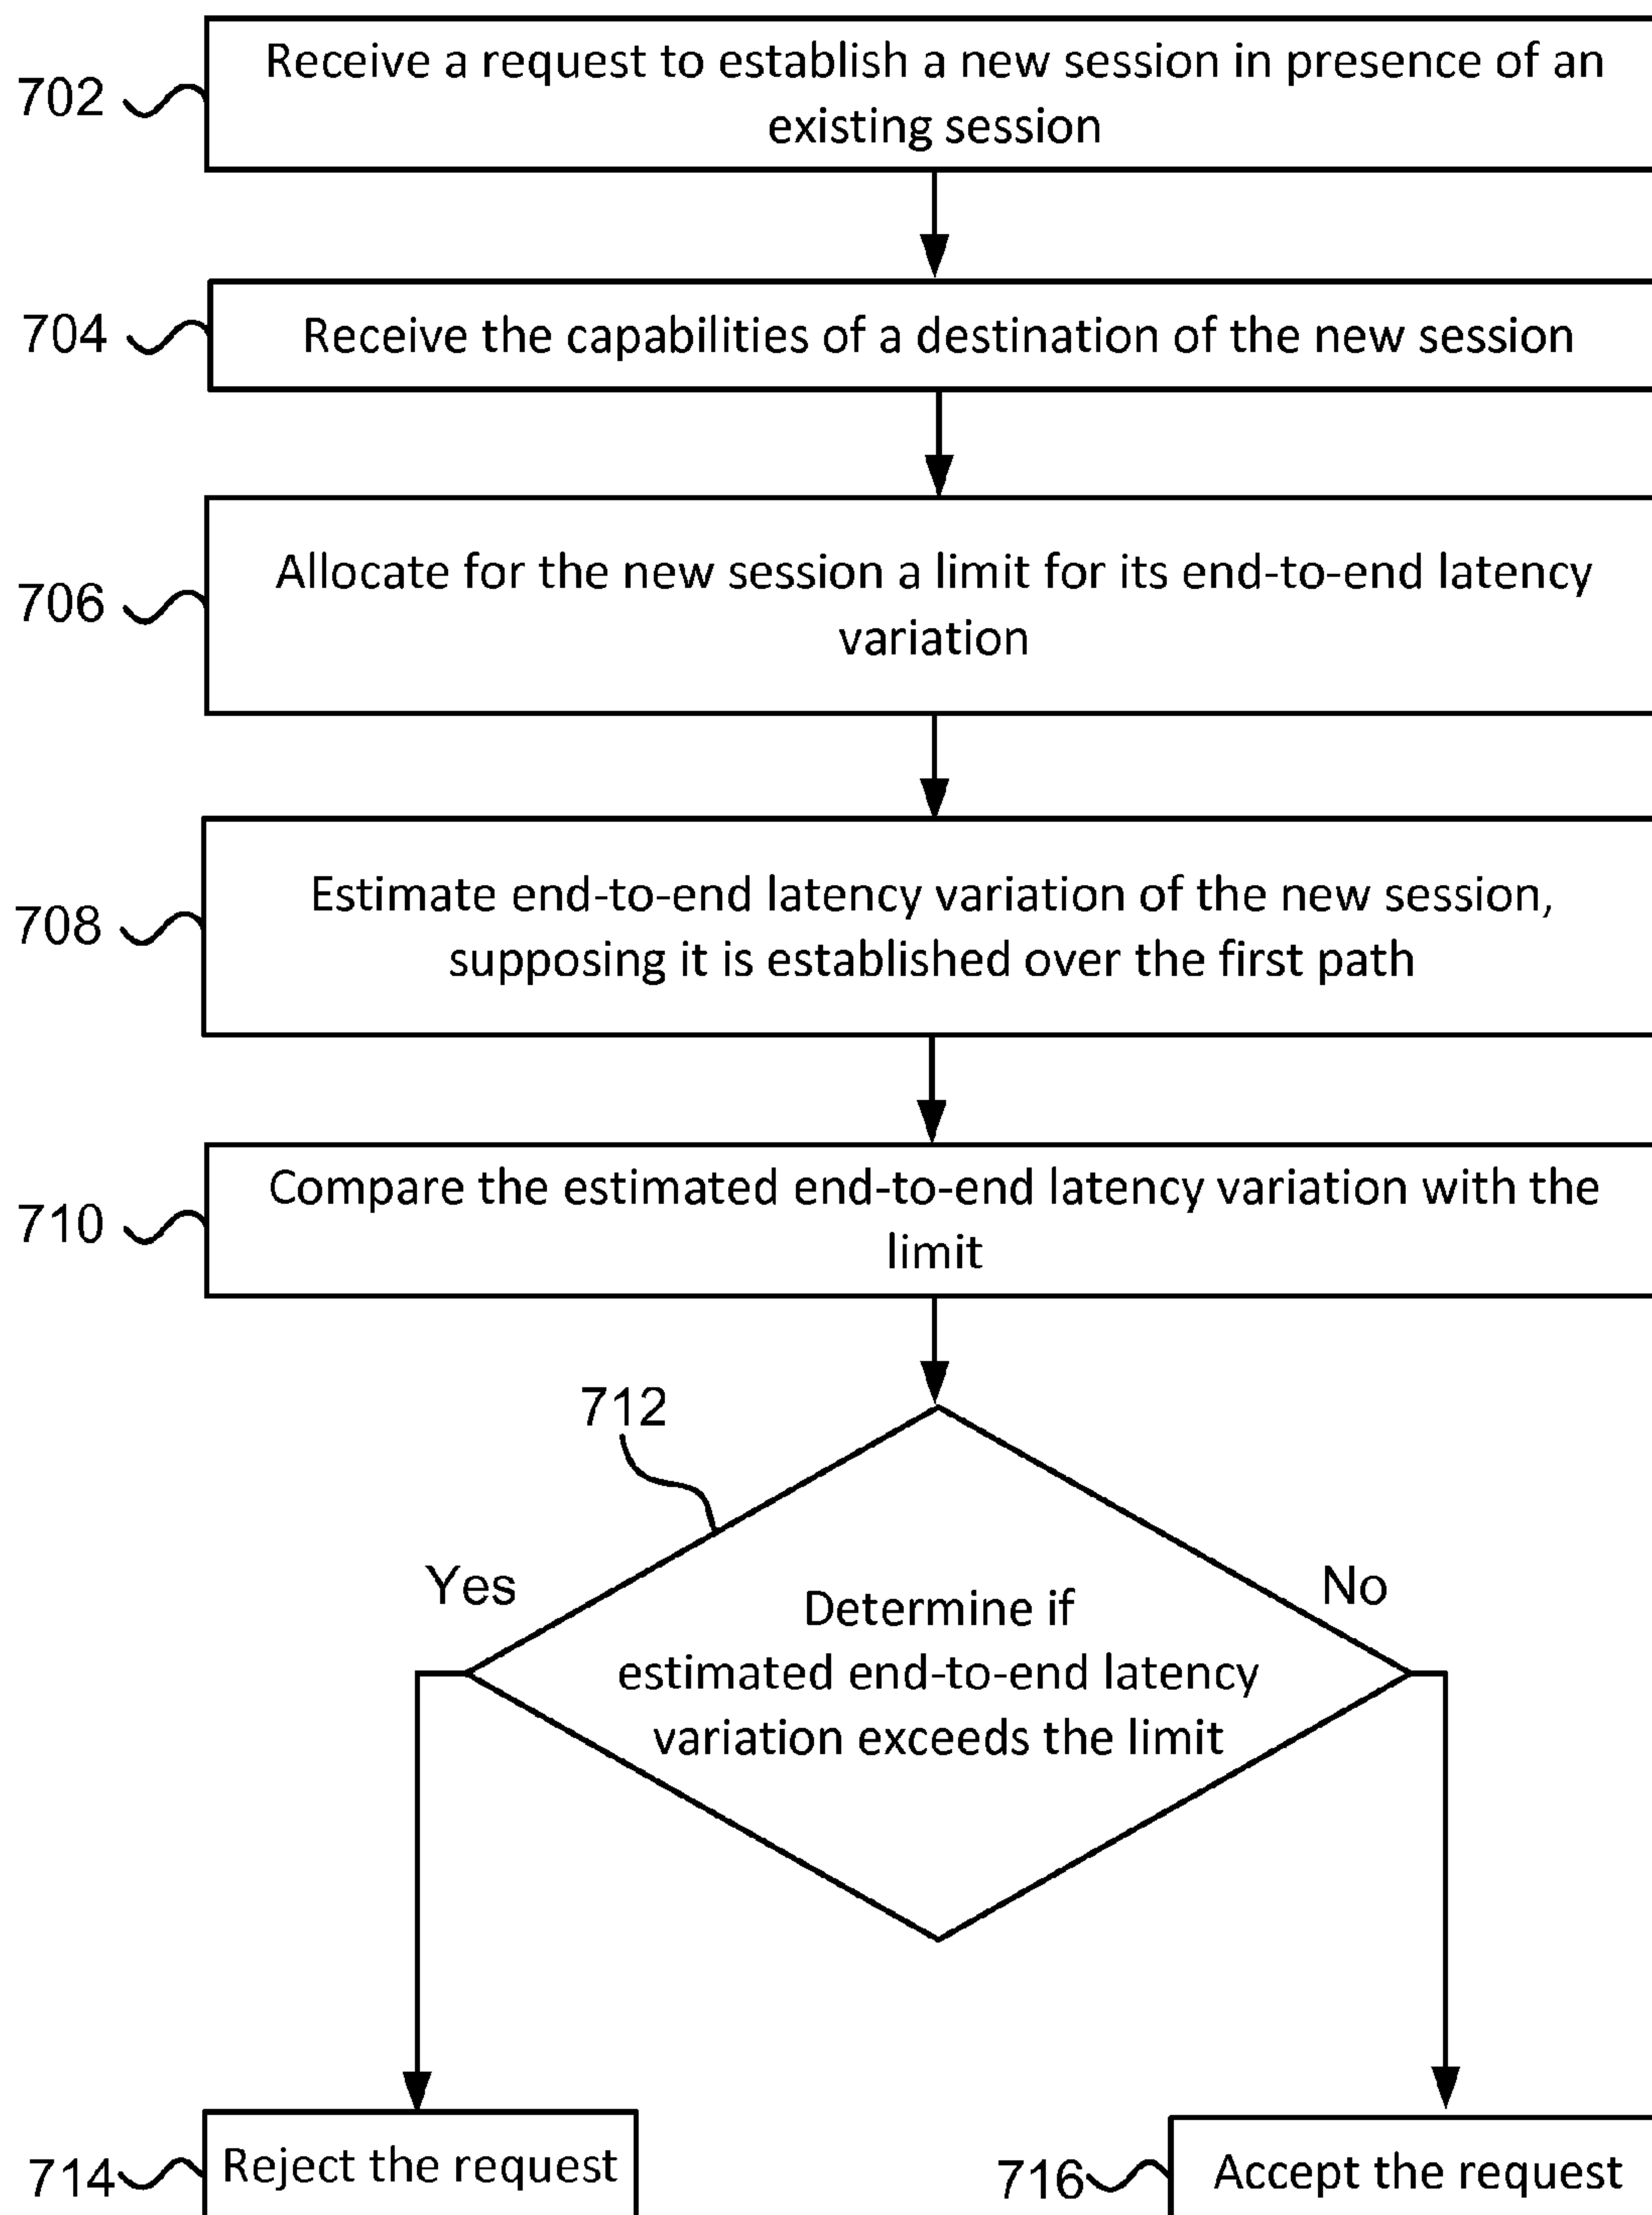 702
Receive a request to establish a new session in presence of an
existing session
704
Receive the capabilities of a destination of the new session
706
Allocate for the new session a limit for its end-to-end latency
variation
708
Estimate end-to-end latency variation of the new session,
supposing it is established over the first path
710
Compare the estimated end-to-end latency variation with the
limit
712
Yes
No
Determine if
estimated end-to-end latency
variation exceeds the limit
714
Reject the request
716
Accept the request